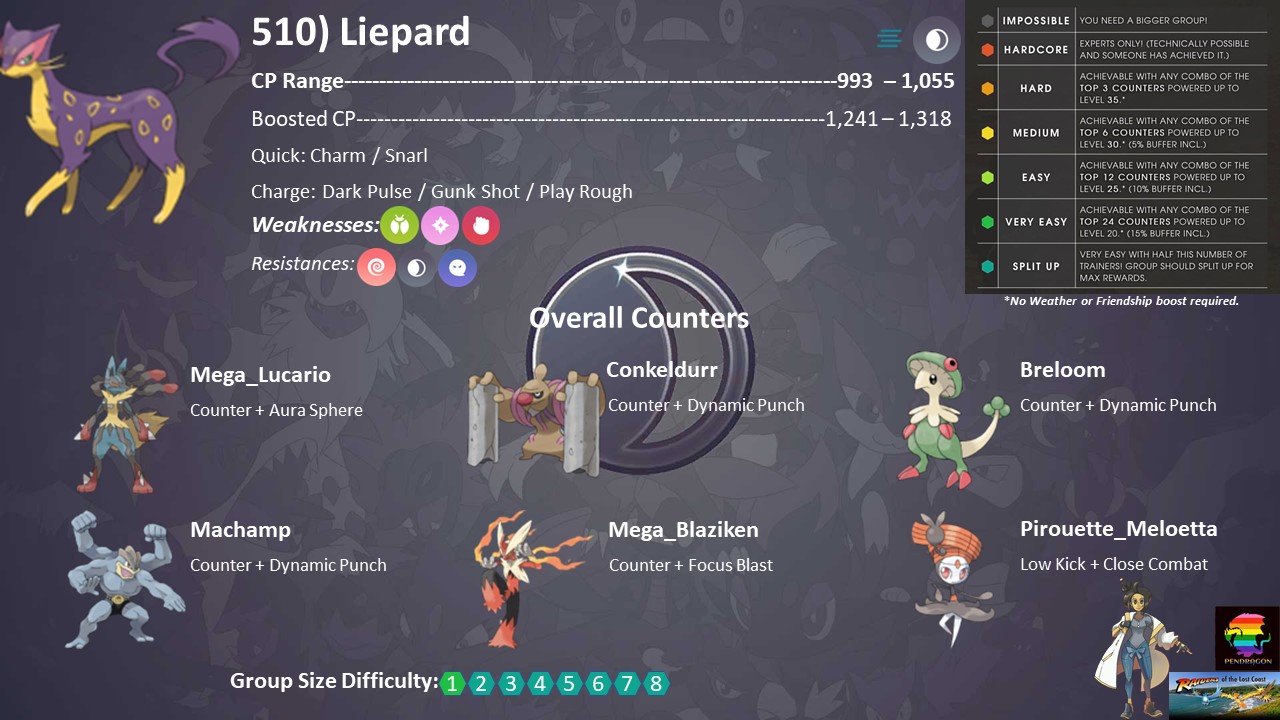 510) Liepard
CP Range------------------------------------------------------------------------993 – 1,055
Boosted CP--------------------------------------------------------------------1,241 – 1,318
Quick: Charm / Snarl
Charge: Dark Pulse / Gunk Shot / Play Rough
Weaknesses:
Resistances:
IMPOSSIBLE YOU NEED A BIGGER GROUP!
HARDCORE EXPERTS ONLY! (TECHNICALLY POSSIBLE
AND SOMEONE HAS ACHIEVED IT.)
HARD ACHIEVABLE WITH ANY COMBO OF THE
TOP 3 COUNTERS POWERED UP TO
LEVEL 35.*
MEDIUM ACHIEVABLE WITH ANY COMBO OF THE
TOP 6 COUNTERS POWERED UP TO
LEVEL 30.* (5% BUFFER INCL.)
EASY ACHIEVABLE WITH ANY COMBO OF THE
TOP 12 COUNTERS POWERED UP TO
LEVEL 25.* (10% BUFFER INCL.)
VERY EASY ACHIEVABLE WITH ANY COMBO OF THE
TOP 24 COUNTERS POWERED UP TO
LEVEL 20.* (15% BUFFER INCL.)
SPLIT UP VERY EASY WITH HALF THIS NUMBER OF
TRAINERS! GROUP SHOULD SPLIT UP FOR
MAX REWARDS.
*No Weather or Friendship boost required.
Overall Counters
Mega_Lucario
Counter + Aura Sphere
Conkeldurr
Counter + Dynamic Punch
Breloom
Counter + Dynamic Punch
Machamp
Counter + Dynamic Punch
Mega_Blaziken
Counter + Focus Blast
Pirouette_Meloetta
Low Kick + Close Combat
Group Size Difficulty: 1 2 3 4 5 6 7 8
PENDRAGON
RAIDERS of the Lost Coast